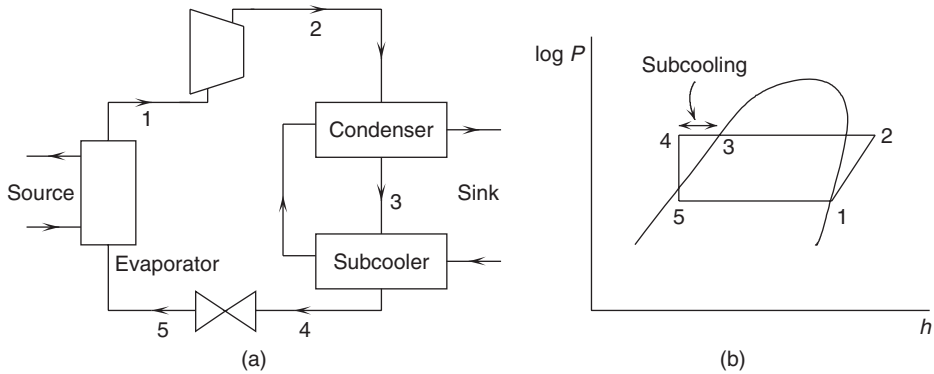 2
1
Condenser
3
Sink
Source
Subcooler
Evaporator
5
4
(a)
log P
Subcooling
4
3
2
5
1
h
(b)